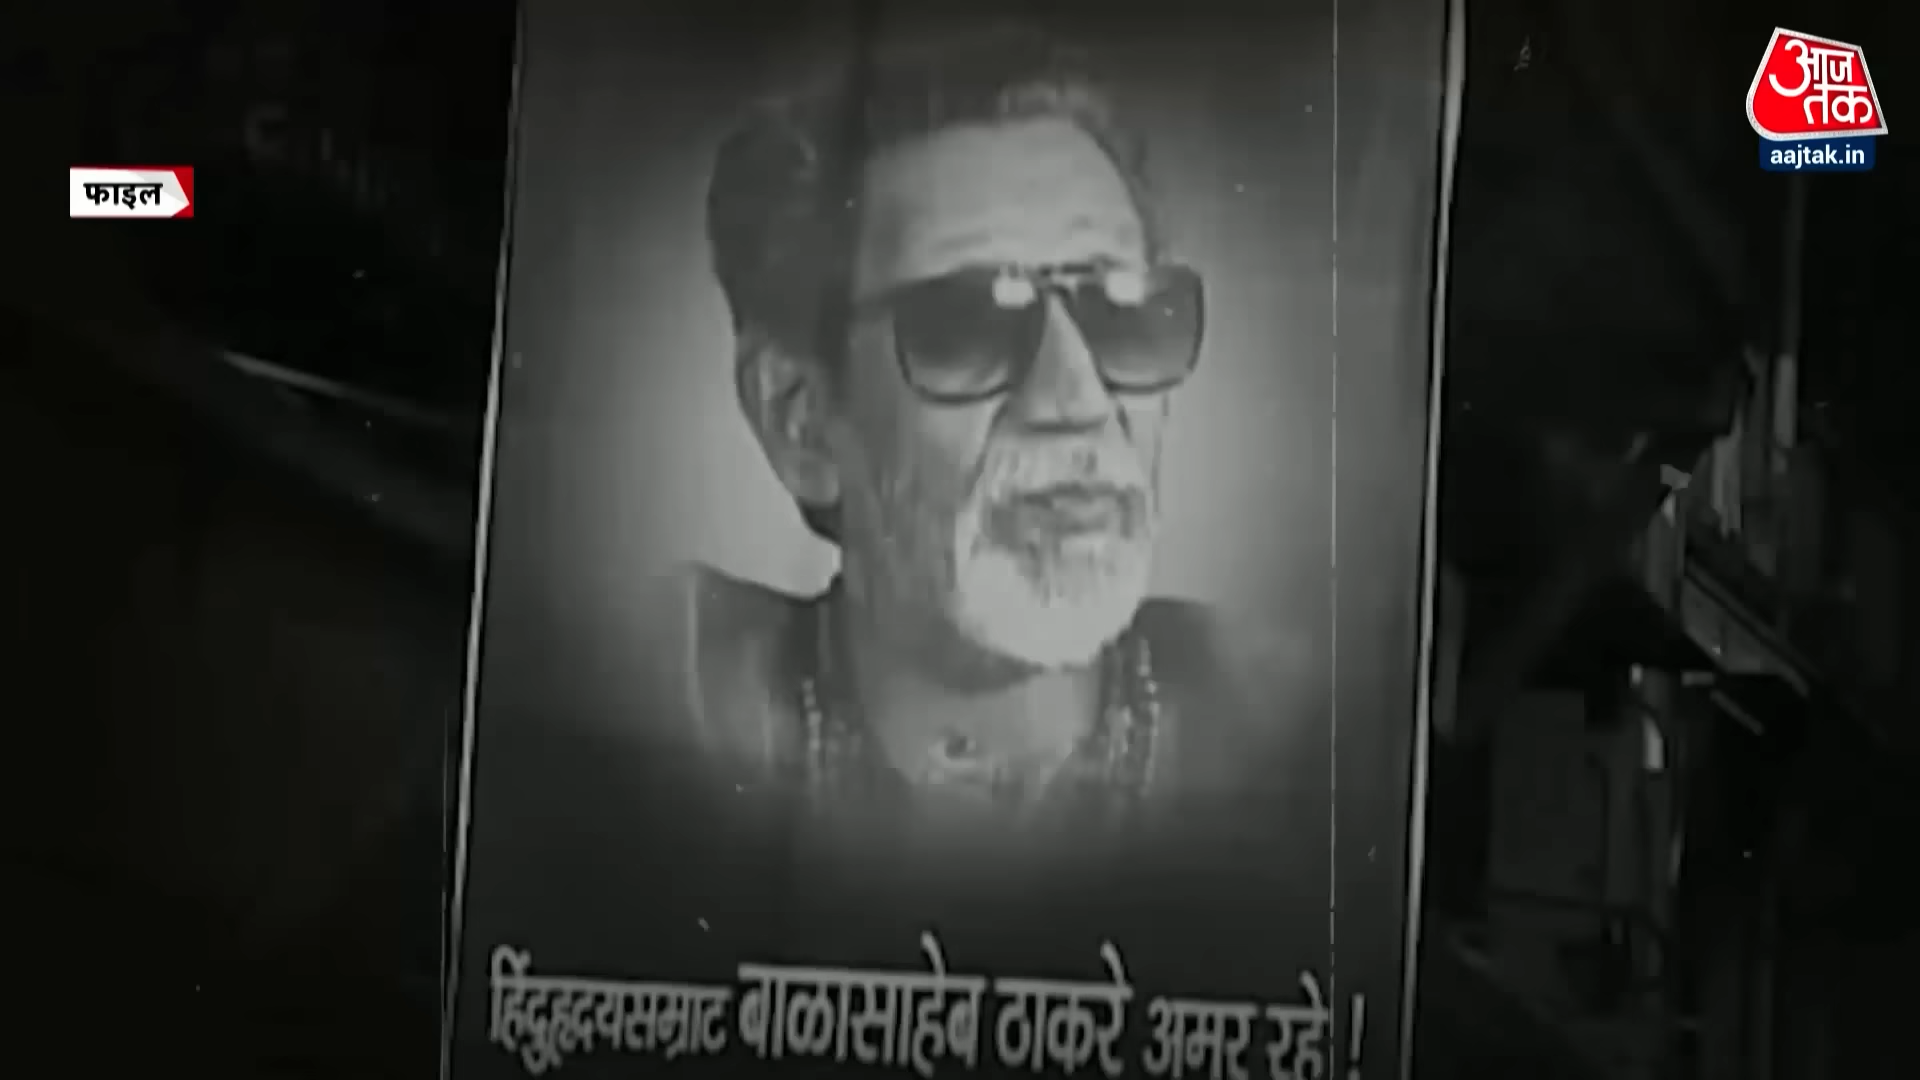 आज
तक
aajtak.in
फाइल
हिंदुहृदयसम्राट बाळासाहेब ठाकरे अमर रहे !